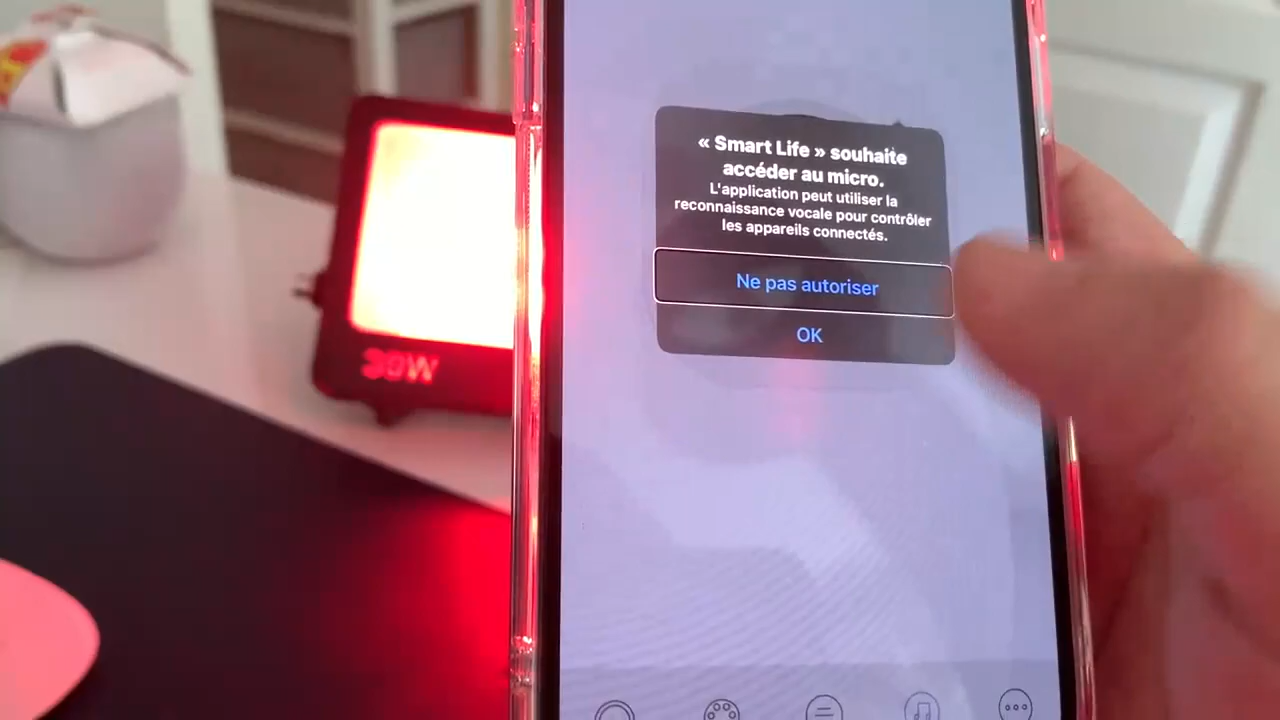 « Smart Life » souhaite
accéder au micro.
L'application peut utiliser la
reconnaissance vocale pour contrôler
les appareils connectés.
Ne pas autoriser
OK
30W